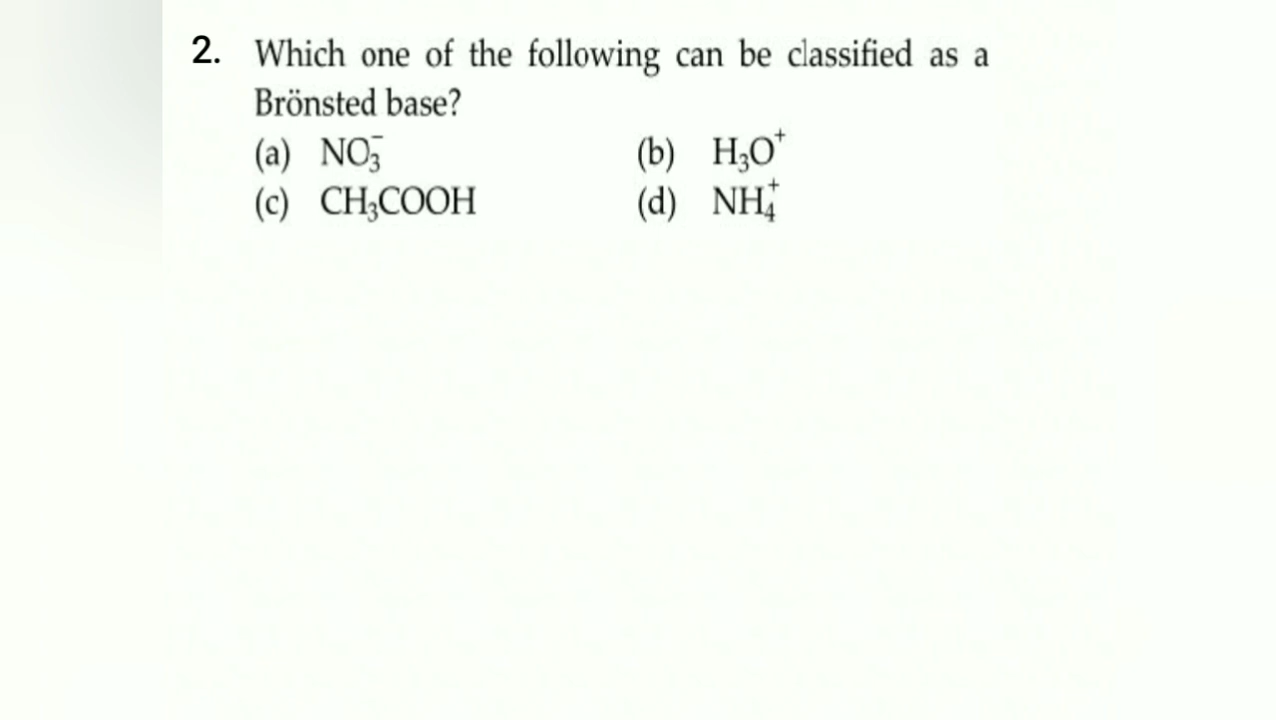 2. Which one of the following can be classified as a
Brönsted base?
(a) NO₃⁻ (b) H₃O⁺
(c) CH₃COOH (d) NH₄⁺